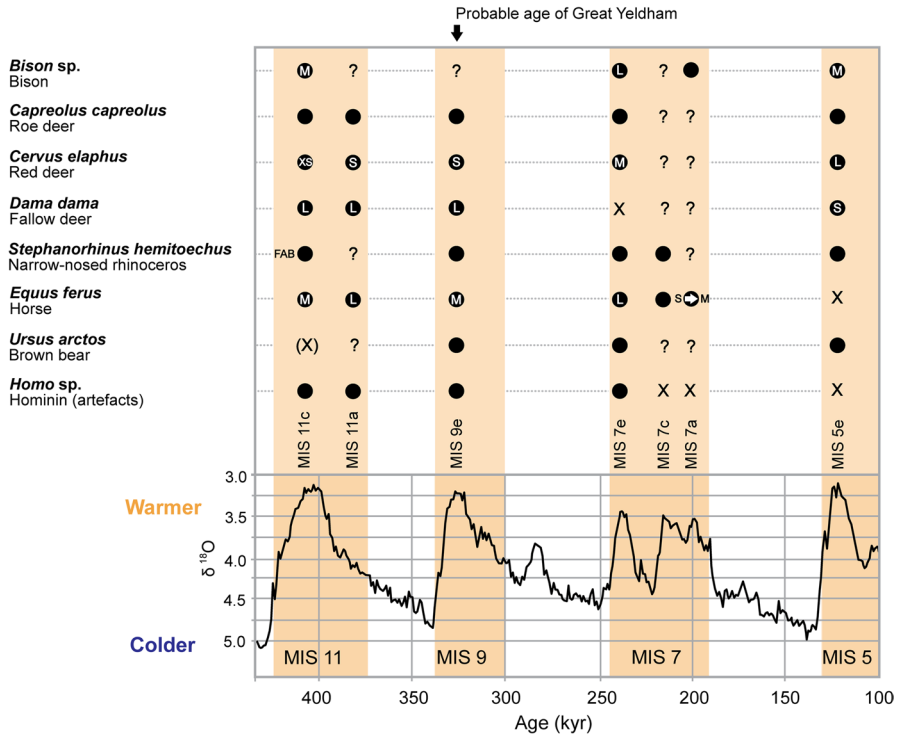 Probable age of Great Yeldham
Bison sp.
Bison
M ? ? L ? M
Capreolus capreolus
Roe deer
? ?
Cervus elaphus
Red deer
XS S S M ? ? L
Dama dama
Fallow deer
L L L X ? ? S
Stephanorhinus hemitoechus
Narrow-nosed rhinoceros
FAB ? ?
Equus ferus
Horse
M L M L S M X
Ursus arctos
Brown bear
(X) ? ? ?
Homo sp.
Hominin (artefacts)
X X X
MIS 11c
MIS 11a
MIS 9e
MIS 7e
MIS 7c
MIS 7a
MIS 5e
3.0
Warmer
3.5
4.0
δ 18O
4.5
Colder
5.0
MIS 11 MIS 9 MIS 7 MIS 5
400 350 300 250 200 150 100
Age (kyr)